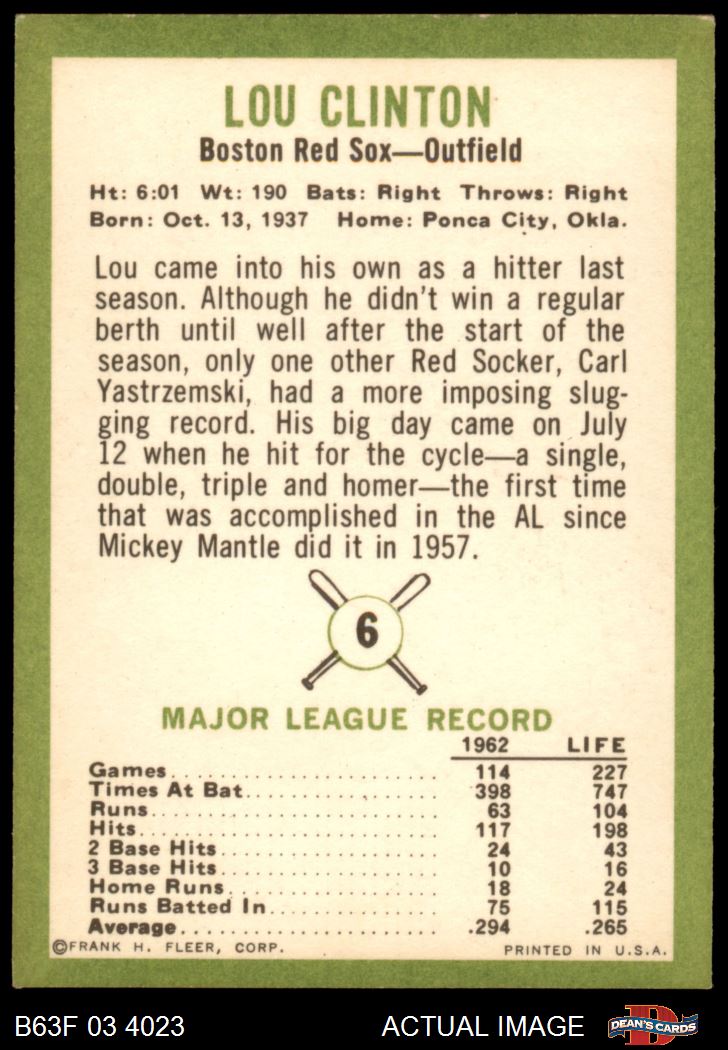 LOU CLINTON
Boston Red Sox—Outfield
Ht: 6:01 Wt: 190 Bats: Right Throws: Right
Born: Oct. 13, 1937 Home: Ponca City, Okla.
Lou came into his own as a hitter last
season. Although he didn't win a regular
berth until well after the start of the
season, only one other Red Socker, Carl
Yastrzemski, had a more imposing slug-
ging record. His big day came on July
12 when he hit for the cycle—a single,
double, triple and homer—the first time
that was accomplished in the AL since
Mickey Mantle did it in 1957.
6
MAJOR LEAGUE RECORD
1962 LIFE
Games........................ 114 227
Times At Bat................. 398 747
Runs......................... 63 104
Hits......................... 117 198
2 Base Hits.................. 24 43
3 Base Hits.................. 10 16
Home Runs.................... 18 24
Runs Batted In............... 75 115
Average...................... .294 .265
©FRANK H. FLEER, CORP. PRINTED IN U.S.A.
B63F 03 4023 ACTUAL IMAGE D DEAN'S CARDS